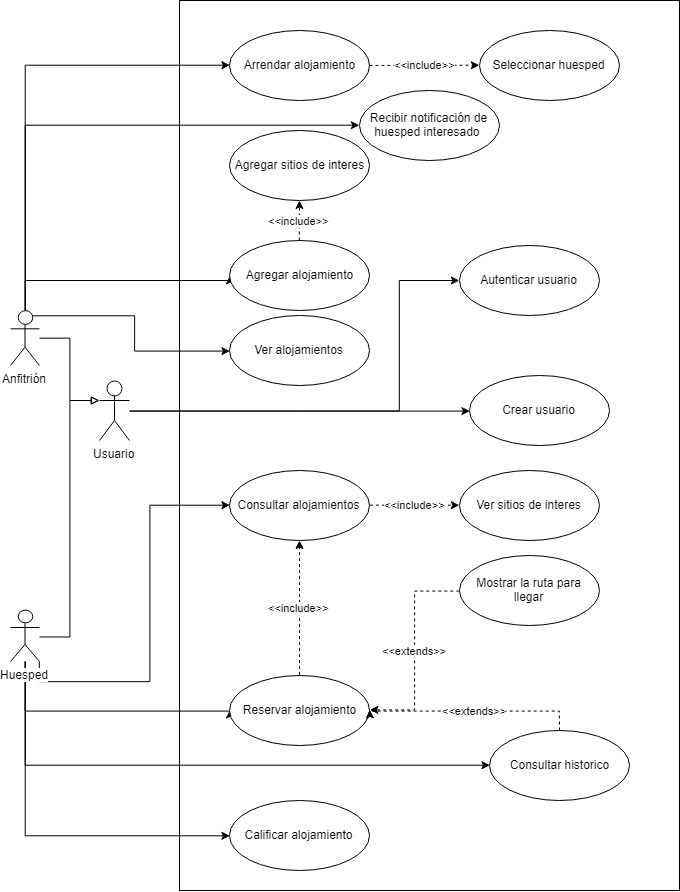 Arrendar alojamiento
<<include>>
Seleccionar huesped
Recibir notificación de
huesped interesado
Agregar sitios de interes
<<include>>
Agregar alojamiento
Autenticar usuario
Ver alojamientos
Anfitrión
Crear usuario
Usuario
Consultar alojamientos
<<include>>
Ver sitios de interes
Mostrar la ruta para
llegar
<<include>>
<<extends>>
Huesped
Reservar alojamiento
<<extends>>
Consultar historico
Calificar alojamiento